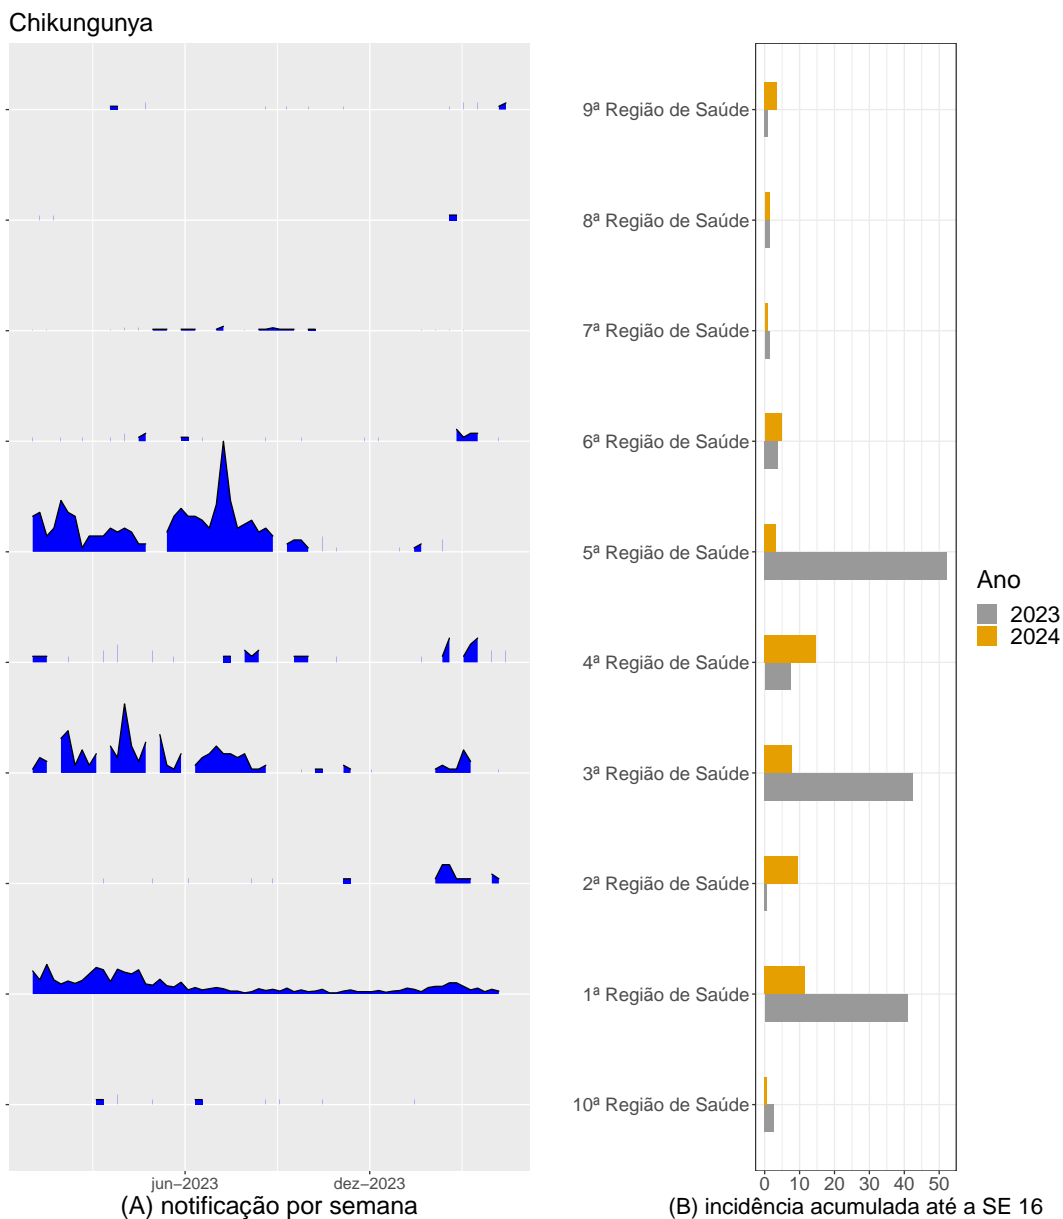 Chikungunya
9ª Região de Saúde
8ª Região de Saúde
7ª Região de Saúde
6ª Região de Saúde
5ª Região de Saúde
4ª Região de Saúde
3ª Região de Saúde
2ª Região de Saúde
1ª Região de Saúde
10ª Região de Saúde
Ano
2023
2024
jun−2023 dez−2023
(A) notificação por semana
0 10 20 30 40 50
(B) incidência acumulada até a SE 16